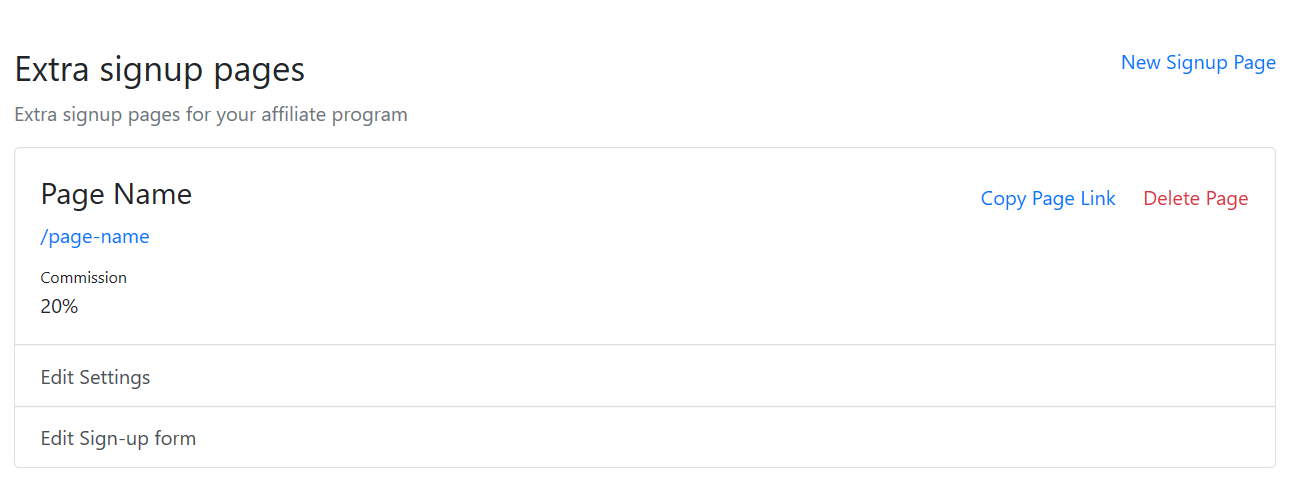 Extra signup pages
New Signup Page
Extra signup pages for your affiliate program
Page Name
Copy Page Link
Delete Page
/page-name
Commission
20%
Edit Settings
Edit Sign-up form